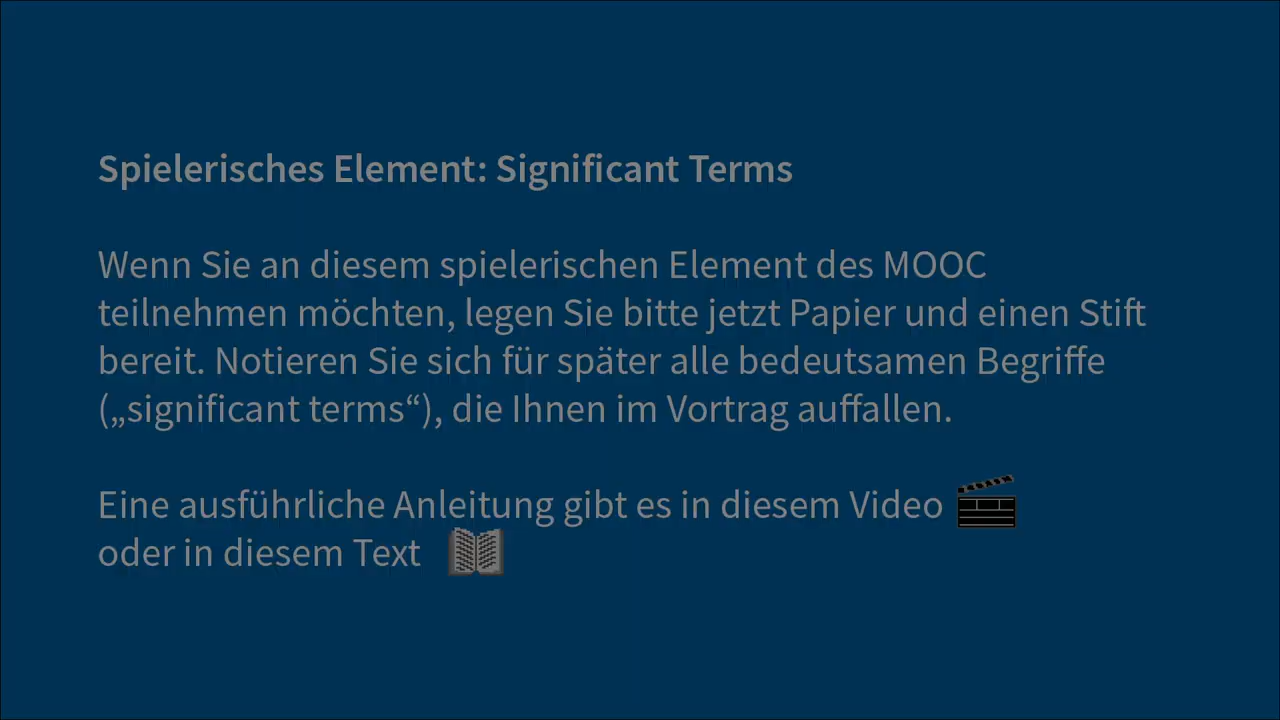 Spielerisches Element: Significant Terms
Wenn Sie an diesem spielerischen Element des MOOC
teilnehmen möchten, legen Sie bitte jetzt Papier und einen Stift
bereit. Notieren Sie sich für später alle bedeutsamen Begriffe
(„significant terms“), die Ihnen im Vortrag auffallen.
Eine ausführliche Anleitung gibt es in diesem Video
oder in diesem Text